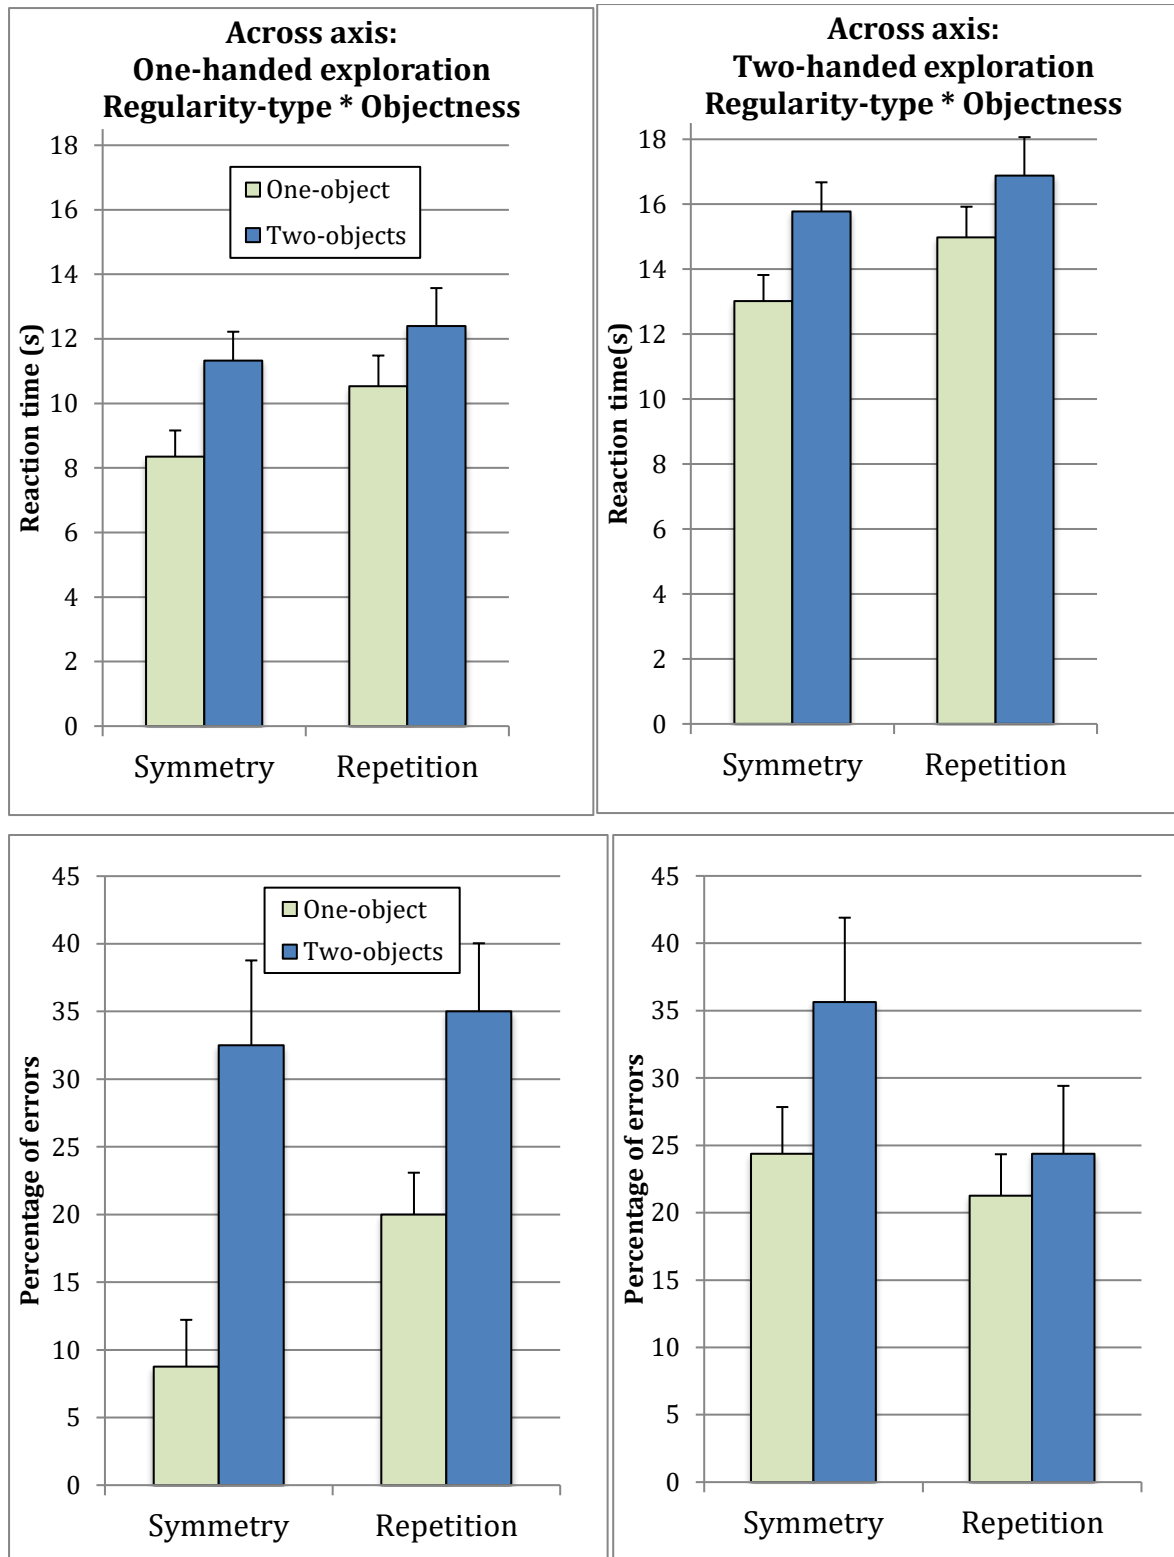 Across axis:
One-handed exploration
Regularity-type * Objectness
18
16
14
12
10
8
6
4
2
0
Reaction time (s)
One-object
Two-objects
Symmetry Repetition
Across axis:
Two-handed exploration
Regularity-type * Objectness
18
16
14
12
10
8
6
4
2
0
Reaction time(s)
Symmetry Repetition
45
40
35
30
25
20
15
10
5
0
Percentage of errors
One-object
Two-objects
Symmetry Repetition
45
40
35
30
25
20
15
10
5
0
Percentage of errors
Symmetry Repetition